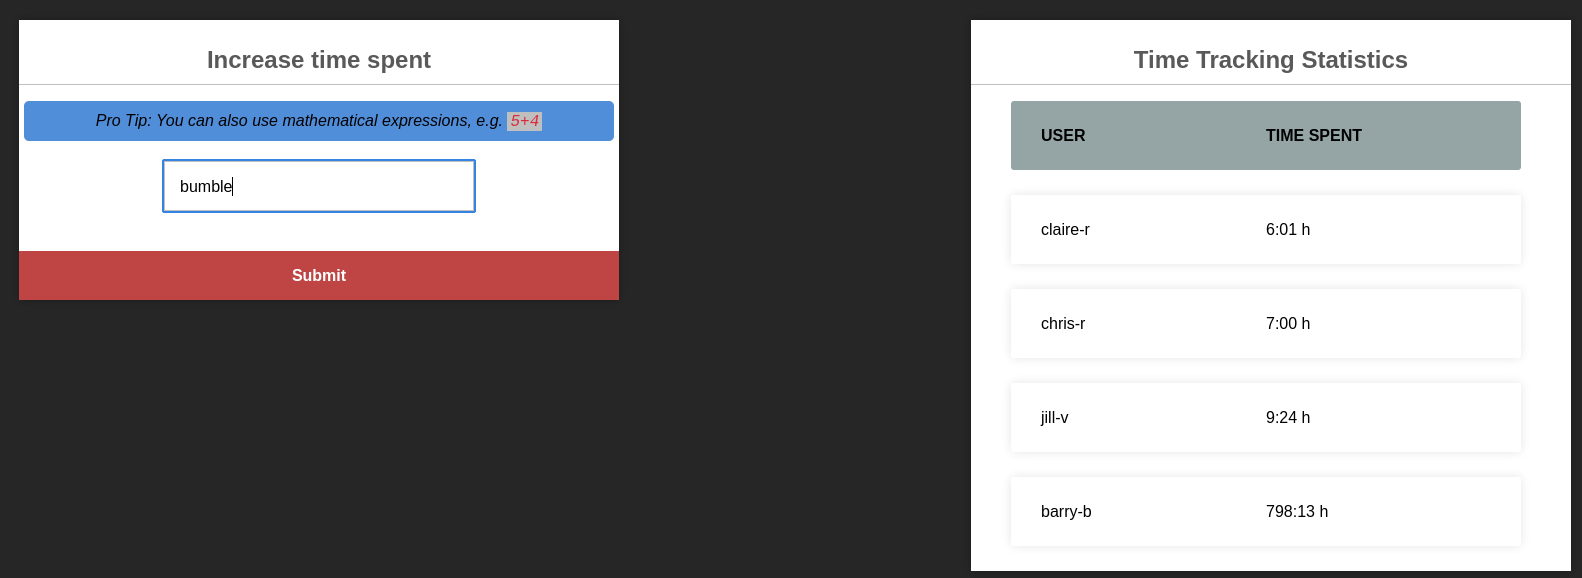 Increase time spent
Pro Tip: You can also use mathematical expressions, e.g. 5+4
bumble
Submit
Time Tracking Statistics
USER TIME SPENT
claire-r 6:01 h
chris-r 7:00 h
jill-v 9:24 h
barry-b 798:13 h